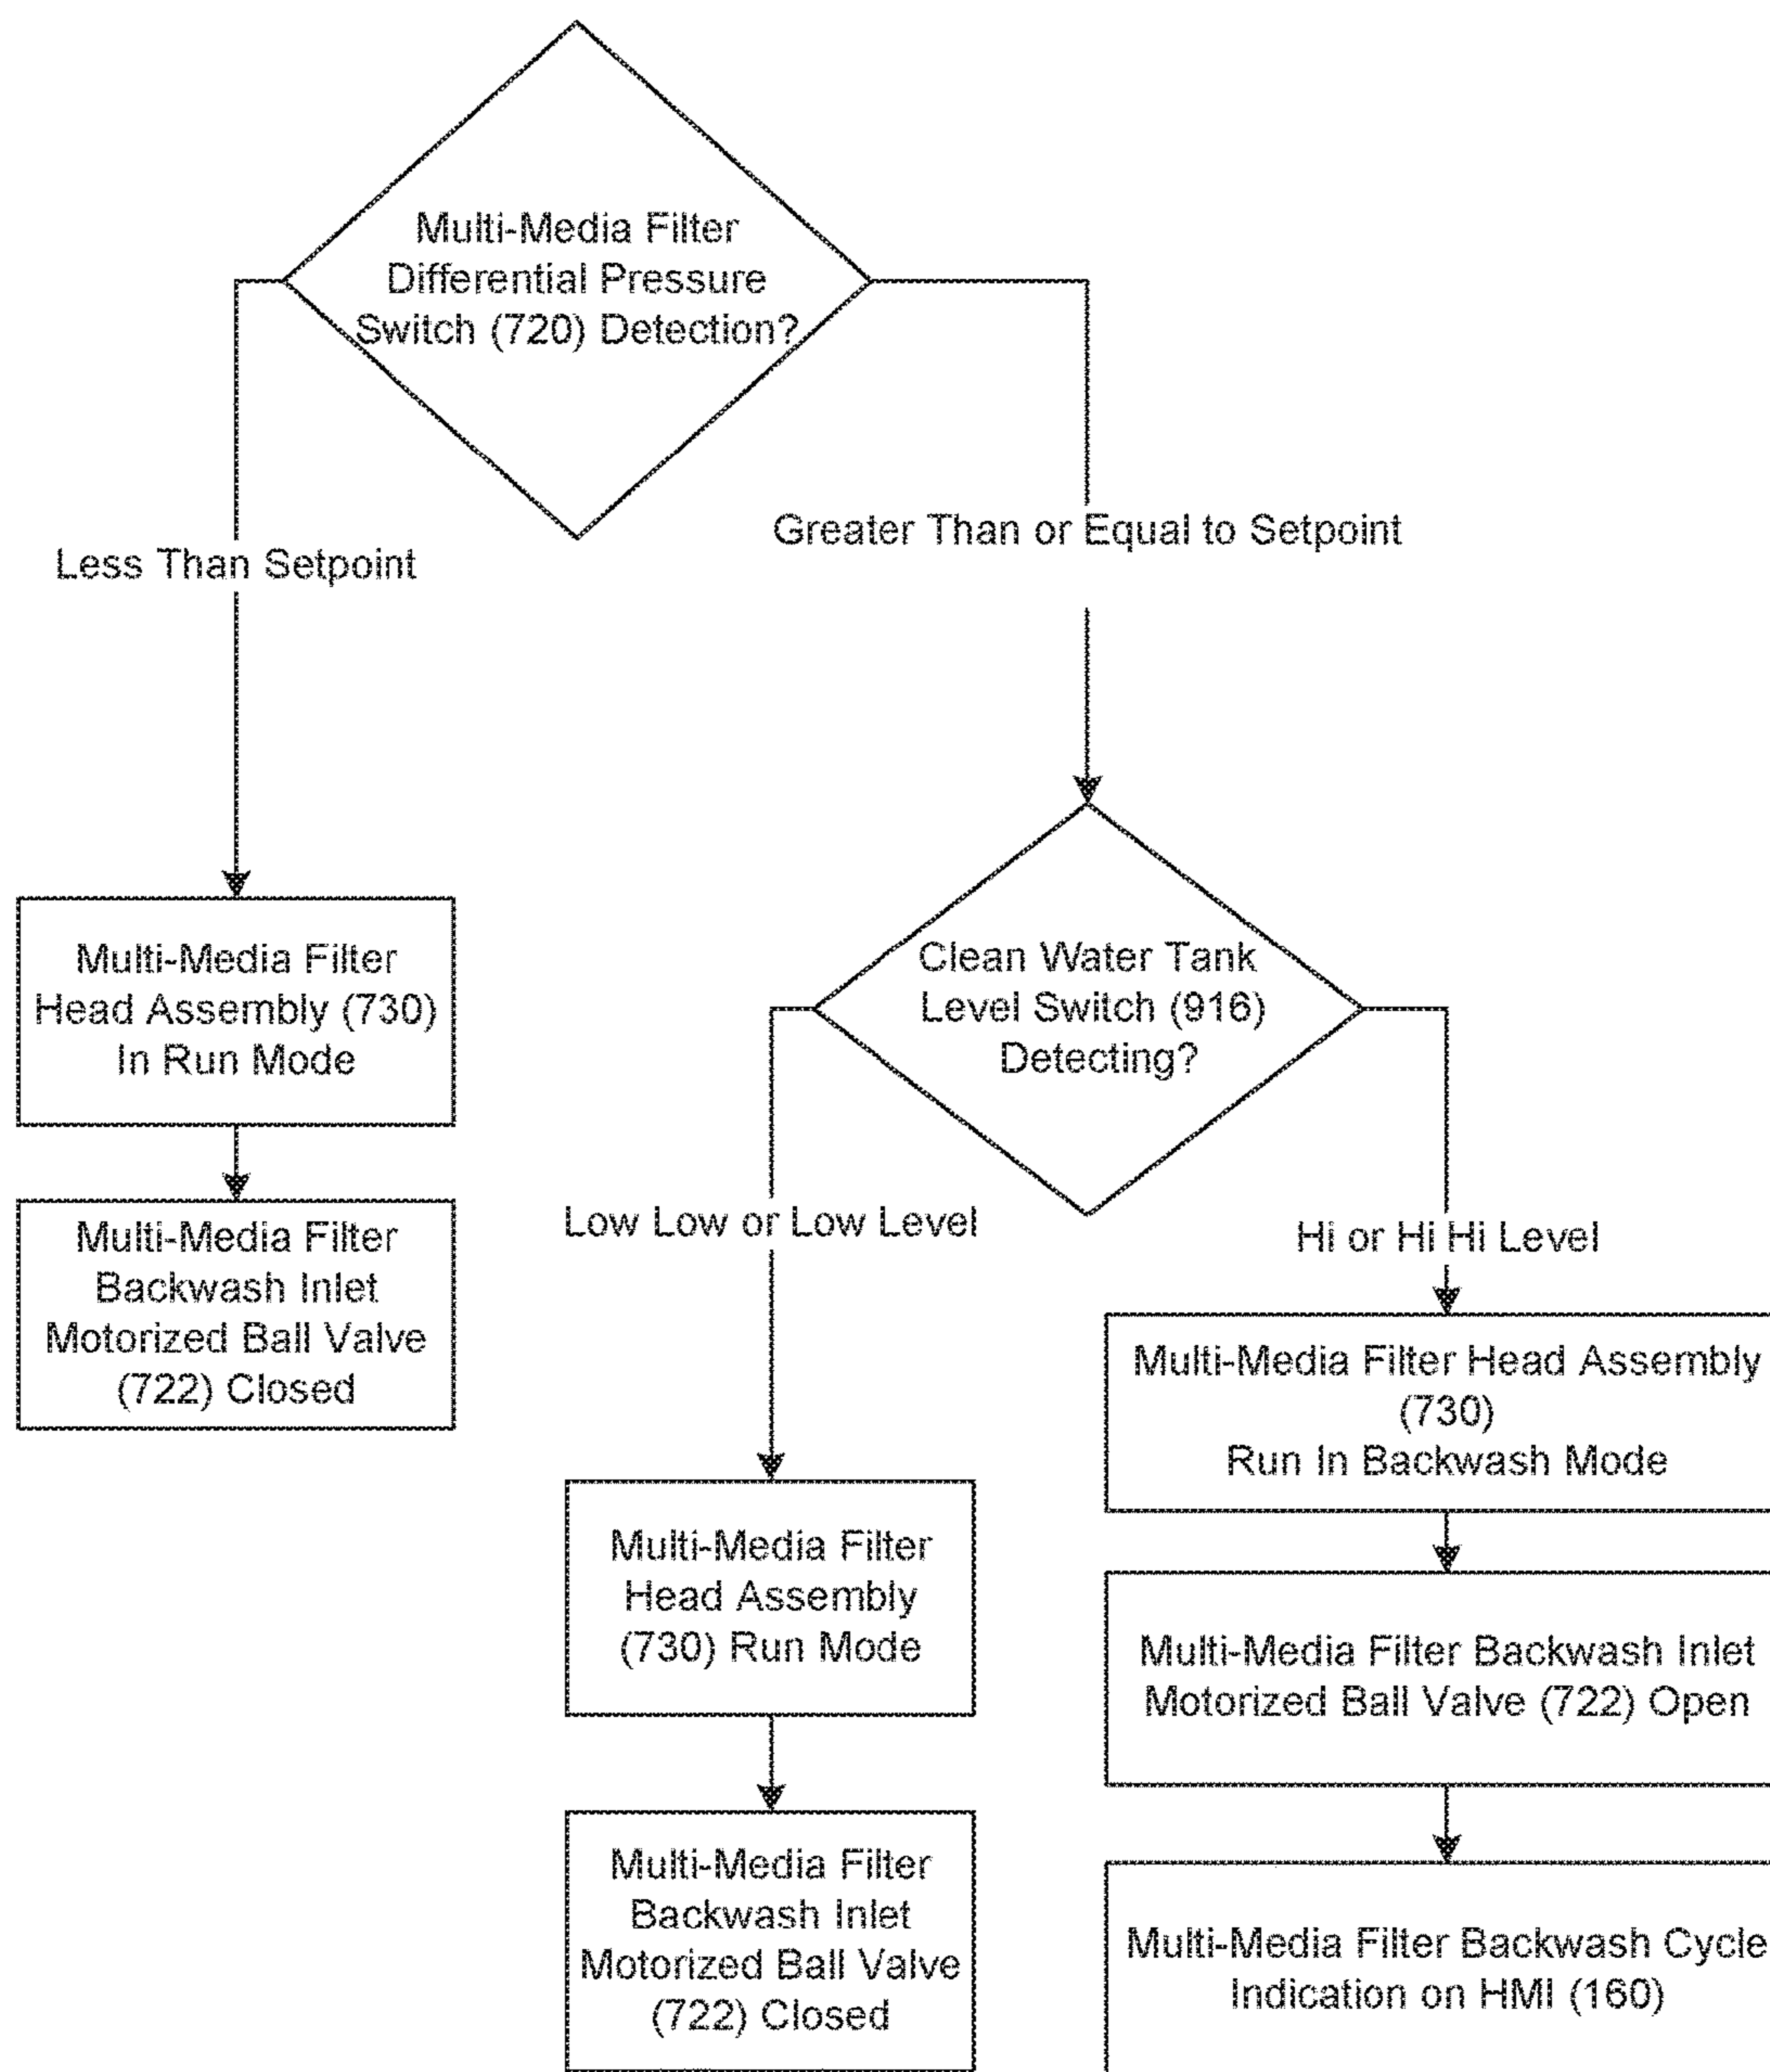 Multi-Media Filter
Differential Pressure
Switch (720) Detection?
Less Than Setpoint
Greater Than or Equal to Setpoint
Multi-Media Filter
Head Assembly (730)
In Run Mode
Multi-Media Filter
Backwash Inlet
Motorized Ball Valve
(722) Closed
Clean Water Tank
Level Switch (916)
Detecting?
Low Low or Low Level
Hi or Hi Hi Level
Multi-Media Filter
Head Assembly
(730) Run Mode
Multi-Media Filter
Backwash Inlet
Motorized Ball Valve
(722) Closed
Multi-Media Filter Head Assembly
(730)
Run In Backwash Mode
Multi-Media Filter Backwash Inlet
Motorized Ball Valve (722) Open
Multi-Media Filter Backwash Cycle
Indication on HMI (160)